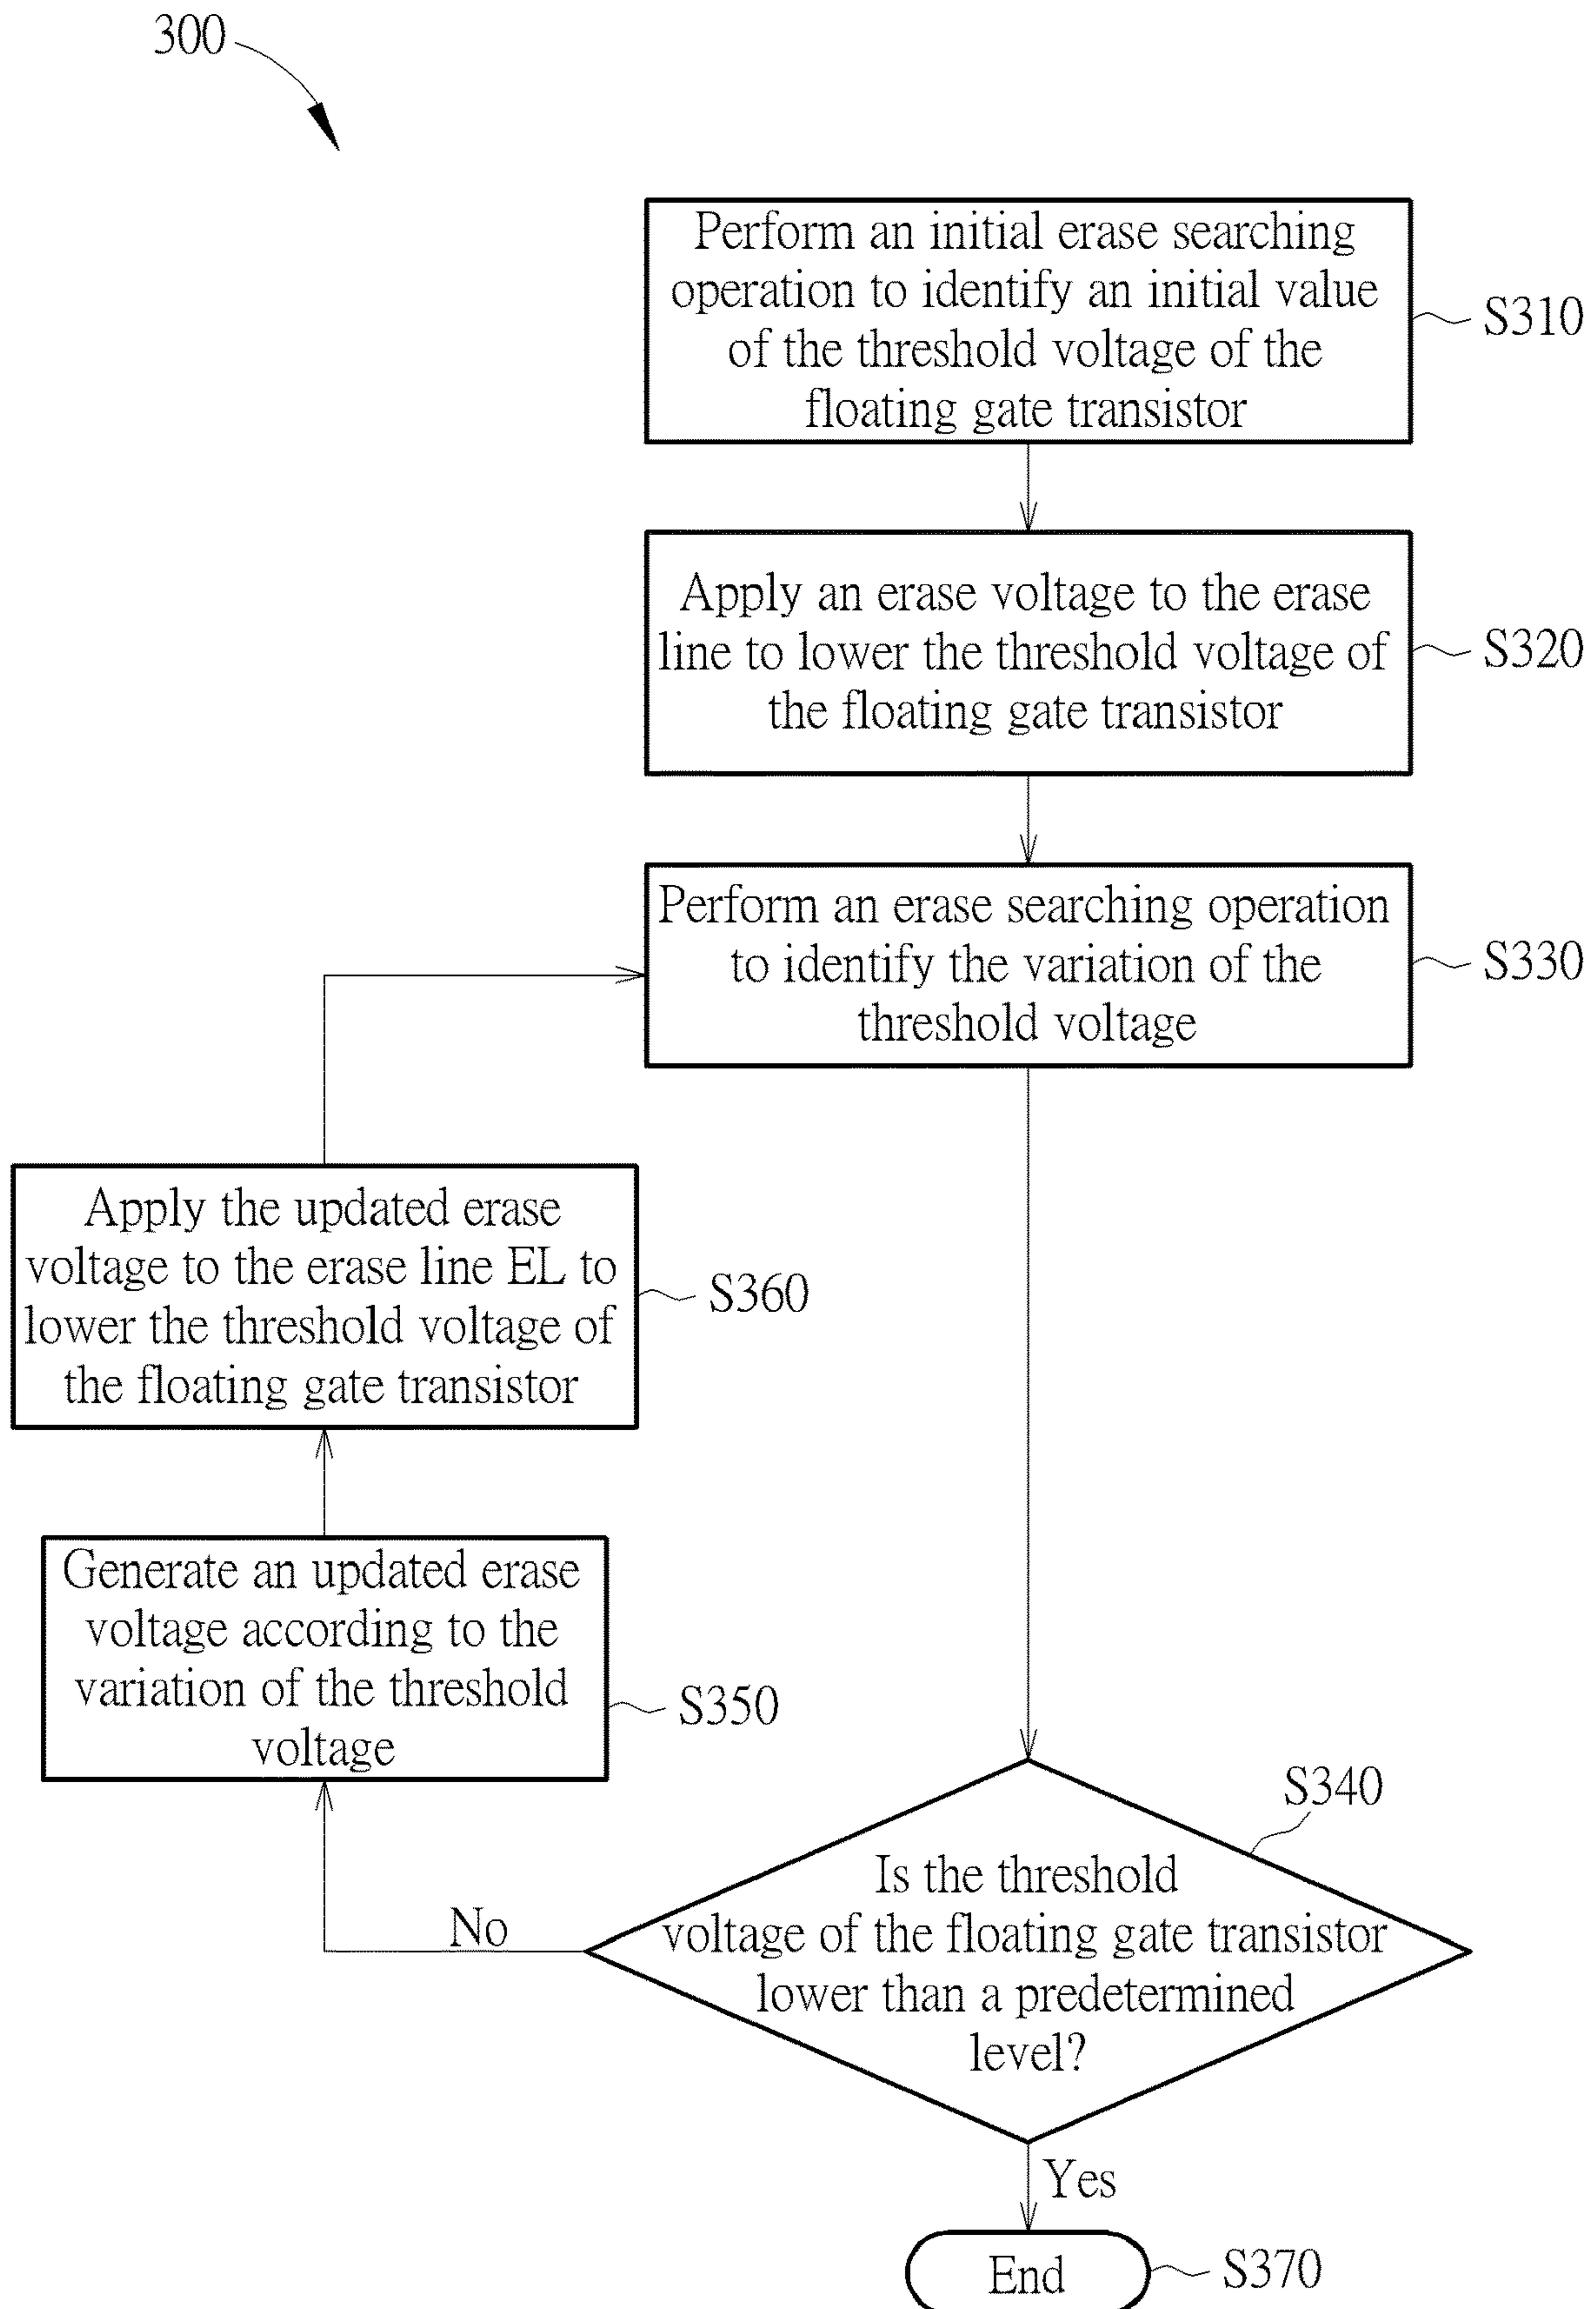 300
Perform an initial erase searching
operation to identify an initial value
of the threshold voltage of the
floating gate transistor
S310
Apply an erase voltage to the erase
line to lower the threshold voltage of
the floating gate transistor
S320
Perform an erase searching operation
to identify the variation of the
threshold voltage
S330
Apply the updated erase
voltage to the erase line EL to
lower the threshold voltage of
the floating gate transistor
S360
Generate an updated erase
voltage according to the
variation of the threshold
voltage
S350
S340
Is the threshold
voltage of the floating gate transistor
lower than a predetermined
level?
No
Yes
End
S370